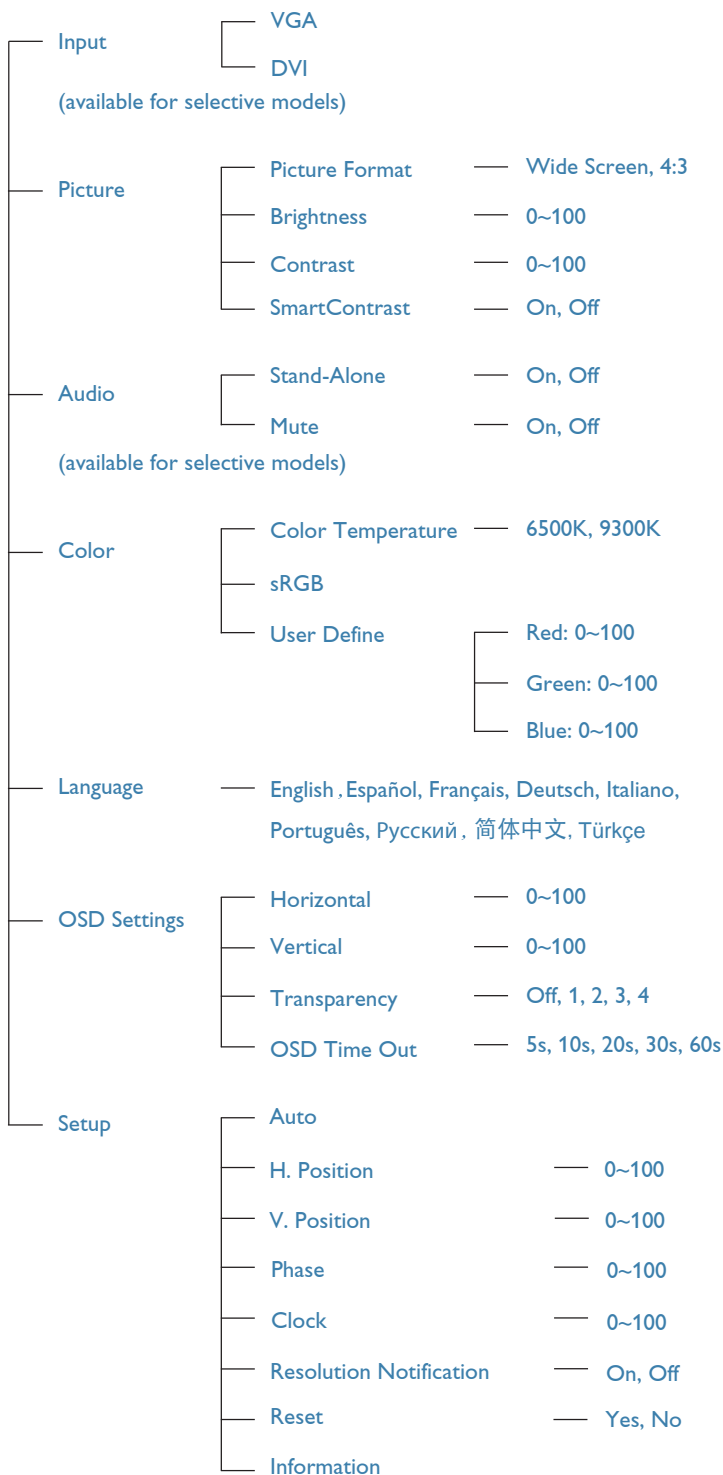 Input
VGA
DVI
(available for selective models)
Picture
Picture Format
Wide Screen, 4:3
Brightness
0~100
Contrast
0~100
SmartContrast
On, Off
Audio
Stand-Alone
On, Off
Mute
On, Off
(available for selective models)
Color
Color Temperature
6500K, 9300K
sRGB
User Define
Red: 0~100
Green: 0~100
Blue: 0~100
Language
English , Español, Français, Deutsch, Italiano,
Português, Русский , 简体中文, Türkçe
OSD Settings
Horizontal
0~100
Vertical
0~100
Transparency
Off, 1, 2, 3, 4
OSD Time Out
5s, 10s, 20s, 30s, 60s
Setup
Auto
H. Position
0~100
V. Position
0~100
Phase
0~100
Clock
0~100
Resolution Notification
On, Off
Reset
Yes, No
Information